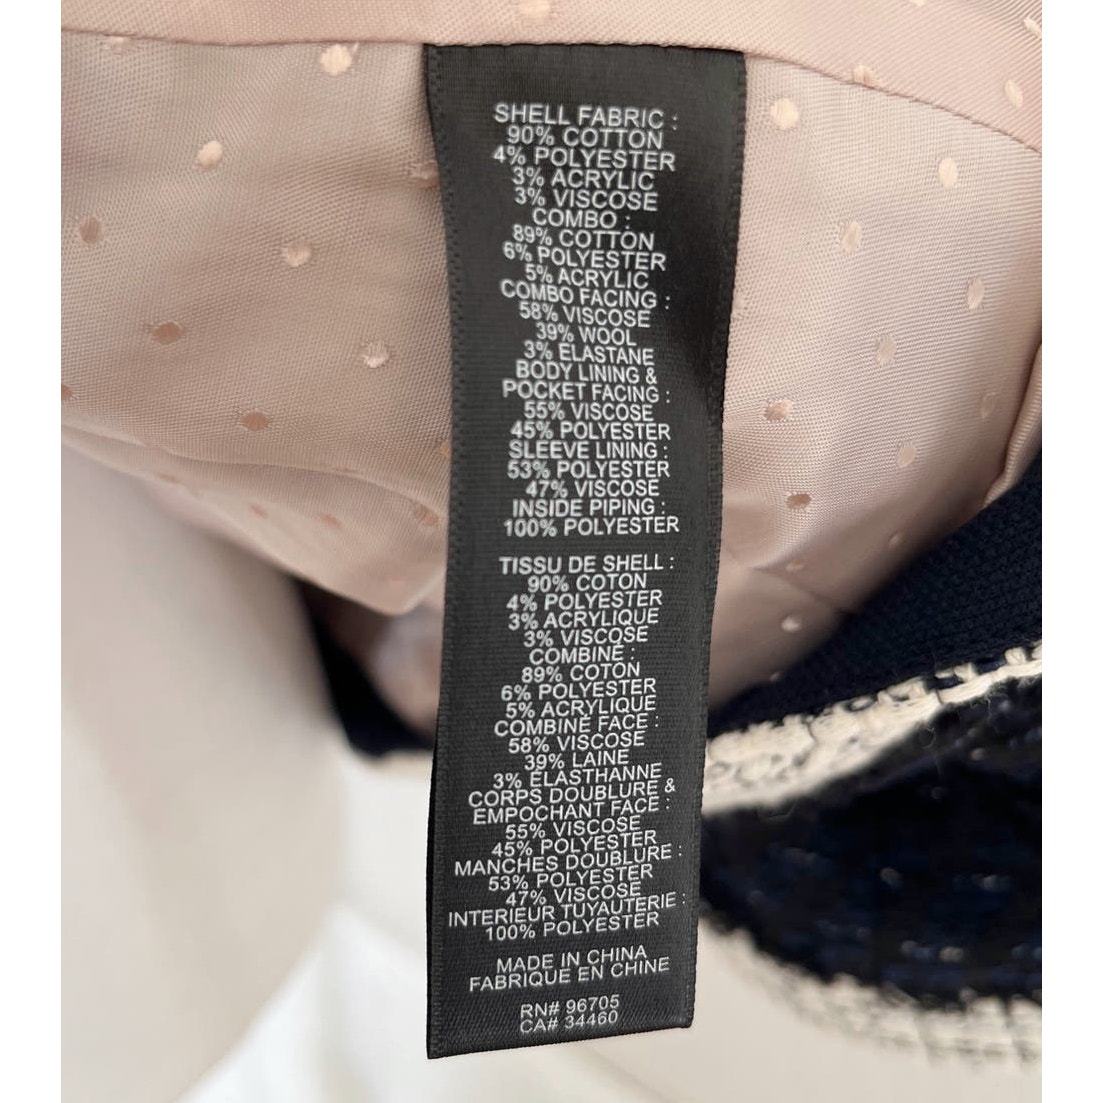 SHELL FABRIC :
90% COTTON
4% POLYESTER
3% ACRYLIC
3% VISCOSE
COMBO :
89% COTTON
6% POLYESTER
5% ACRYLIC
COMBO FACING :
58% VISCOSE
39% WOOL
3% ELASTANE
BODY LINING &
POCKET FACING :
55% VISCOSE
45% POLYESTER
SLEEVE LINING :
53% POLYESTER
47% VISCOSE
INSIDE PIPING :
100% POLYESTER
TISSU DE SHELL :
90% COTON
4% POLYESTER
3% ACRYLIQUE
3% VISCOSE
COMBINÉ :
89% COTON
6% POLYESTER
5% ACRYLIQUE
COMBINÉ FACE :
58% VISCOSE
39% LAINE
3% ÉLASTHANNE
CORPS DOUBLURE &
EMPOCHANT FACE :
55% VISCOSE
45% POLYESTER
MANCHES DOUBLURE :
53% POLYESTER
47% VISCOSE
INTERIEUR TUYAUTERIE :
100% POLYESTER
MADE IN CHINA
FABRIQUE EN CHINE
RN# 96705
CA# 34460